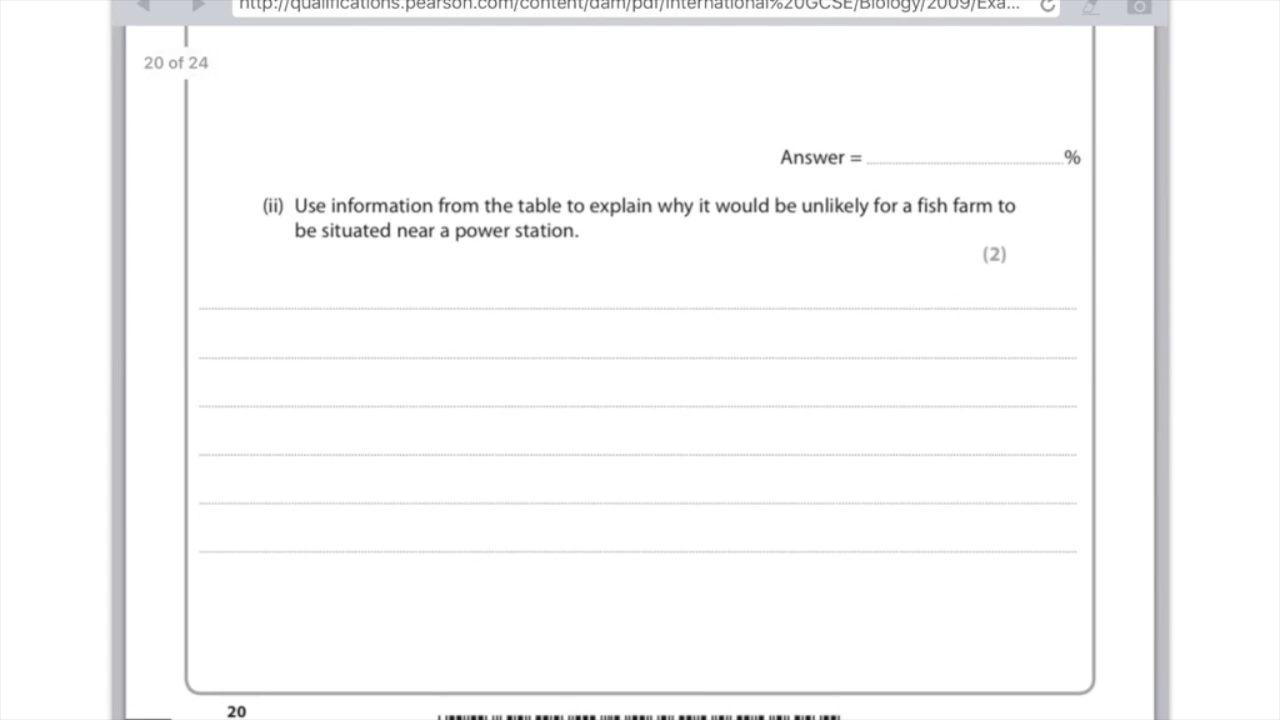 http://qualifications.pearson.com/content/dam/pdf/International%20GCSE/Biology/2009/Exa...
20 of 24
Answer = ........................................ %
(ii) Use information from the table to explain why it would be unlikely for a fish farm to
be situated near a power station.
(2)
20